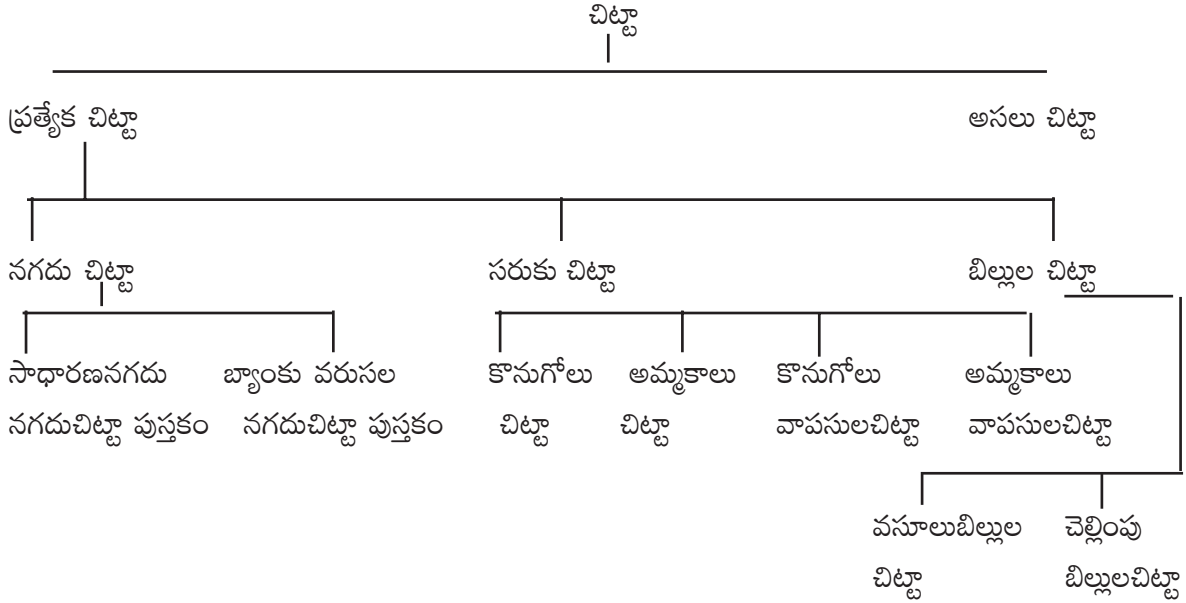 చిట్టా
ప్రత్యేక చిట్టా అసలు చిట్టా
నగదు చిట్టా సరుకు చిట్టా బిల్లుల చిట్టా
సాధారణనగదు బ్యాంకు వరుసల కొనుగోలు అమ్మకాలు కొనుగోలు అమ్మకాలు
నగదుచిట్టా పుస్తకం నగదుచిట్టా పుస్తకం చిట్టా చిట్టా వాపసులచిట్టా వాపసులచిట్టా
వసూలుబిల్లుల చెల్లింపు
చిట్టా బిల్లులచిట్టా